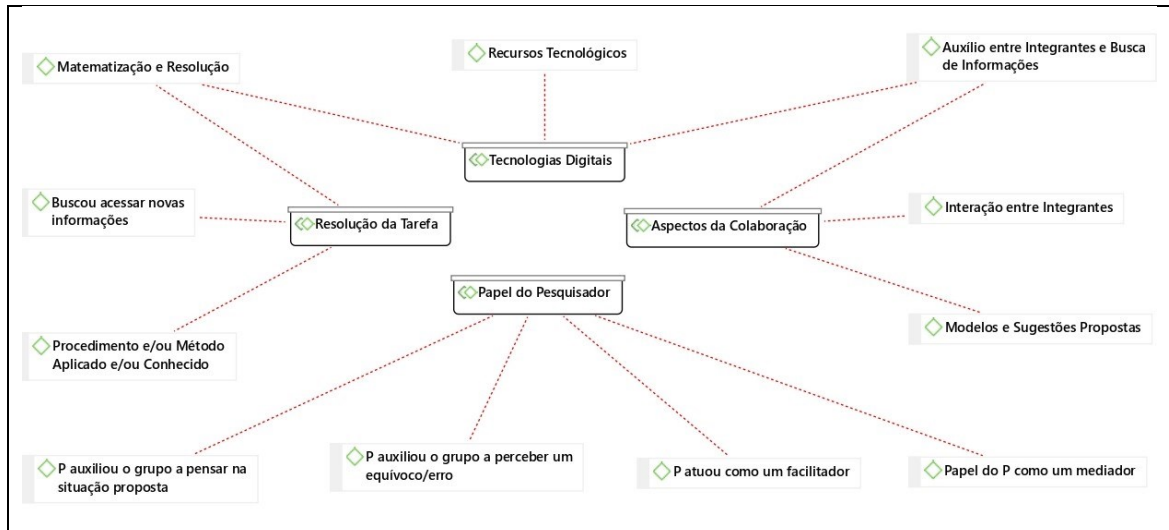 Matematização e Resolução
Recursos Tecnológicos
Auxílio entre Integrantes e Busca
de Informações
Tecnologias Digitais
Buscou acessar novas
informações
Resolução da Tarefa
Aspectos da Colaboração
Interação entre Integrantes
Papel do Pesquisador
Procedimento e/ou Método
Aplicado e/ou Conhecido
Modelos e Sugestões Propostas
P auxiliou o grupo a pensar na
situação proposta
P auxiliou o grupo a perceber um
equívoco/erro
P atuou como um facilitador
Papel do P como um mediador